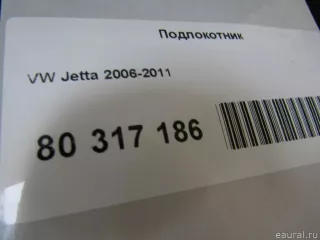 Подлокотник
VW Jetta 2006-2011
80 317 186
eaural.ru